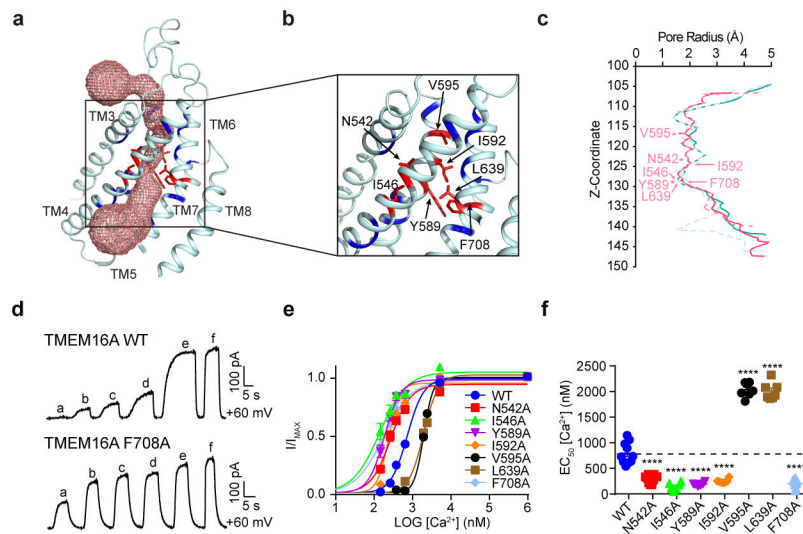 a
TM3
TM6
TM4
TM7
TM8
TM5
b
V595
N542
I592
I546
L639
Y589
F708
c
Pore Radius (Å)
0 1 2 3 4 5
Z-Coordinate
100
105
110
115
120
125
130
135
140
145
150
V595
N542
I592
I546
Y589
F708
L639
d
TMEM16A WT
a b c d e f
100 pA
5 s
+60 mV
TMEM16A F708A
a b c d e f
100 pA
5 s
+60 mV
e
I/IMAX
1.0
0.5
0.0
1 2 3 4 5 6
LOG [Ca2+] (nM)
WT
N542A
I546A
Y589A
I592A
V595A
L639A
F708A
f
EC50 [Ca2+] (nM)
2500
2000
1500
1000
500
0
**** **** **** **** **** **** ****
WT N542A I546A Y589A I592A V595A L639A F708A